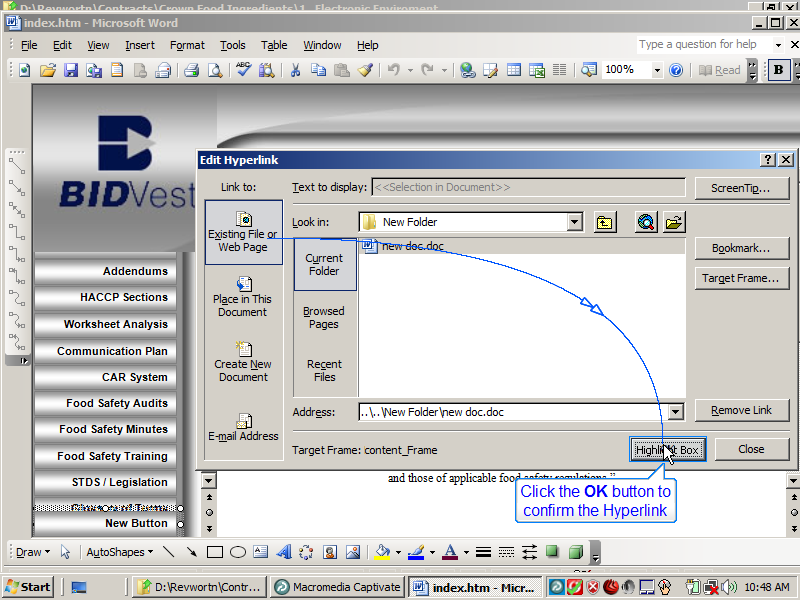 D:\Revwortn\Contracts\Crown Food Ingredients\1. Electronic Enviroment
index.htm - Microsoft Word
File Edit View Insert Format Tools Table Window Help
Type a question for help
ABC
100%
Read
B
BIDVest
Addendums
HACCP Sections
Worksheet Analysis
Communication Plan
CAR System
Food Safety Audits
Food Safety Minutes
Food Safety Training
STDS / Legislation
New Button
Edit Hyperlink
Link to:
Text to display:
<<Selection in Document>>
ScreenTip...
Existing File or
Web Page
Look in:
New Folder
Place in This
Document
Create New
Document
E-mail Address
Current
Folder
Browsed
Pages
Recent
Files
new doc.doc
Bookmark...
Target Frame...
Address:
..\..\New Folder\new doc.doc
Remove Link
Target Frame: content_Frame
Highlight Box
Close
and those of applicable food safety regulations."
Click the OK button to
confirm the Hyperlink
Draw
AutoShapes
A
Start
D:\Revwortn\Contr...
Macromedia Captivate
index.htm - Micr...
10:48 AM